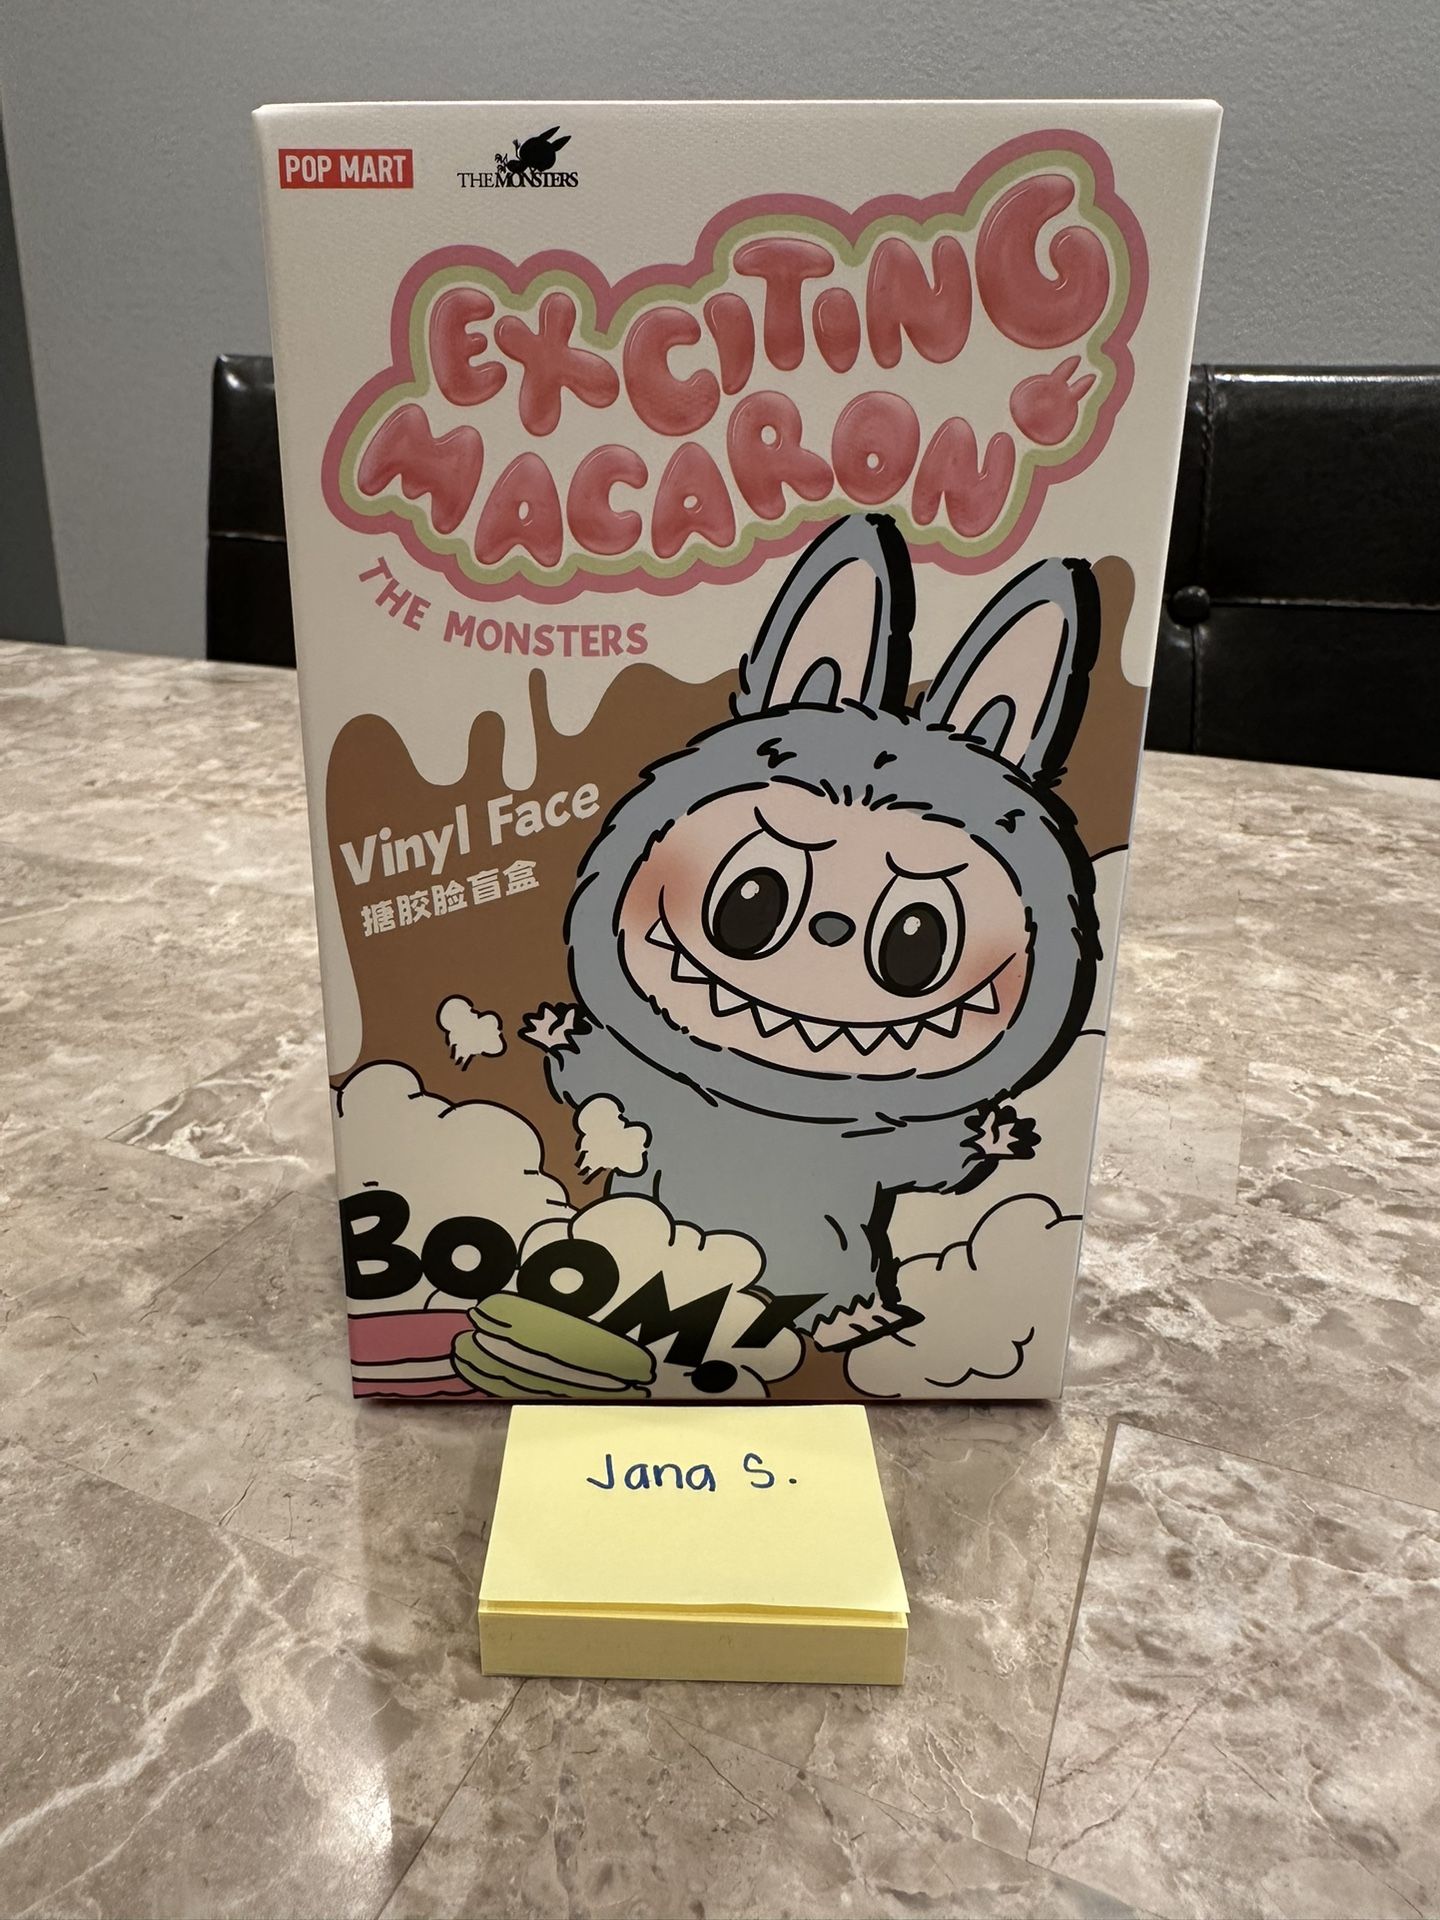 POP MART
THE MONSTERS
EXCITING
MACARON
THE MONSTERS
Vinyl Face
搪胶脸盲盒
BOOM!
Jana S.